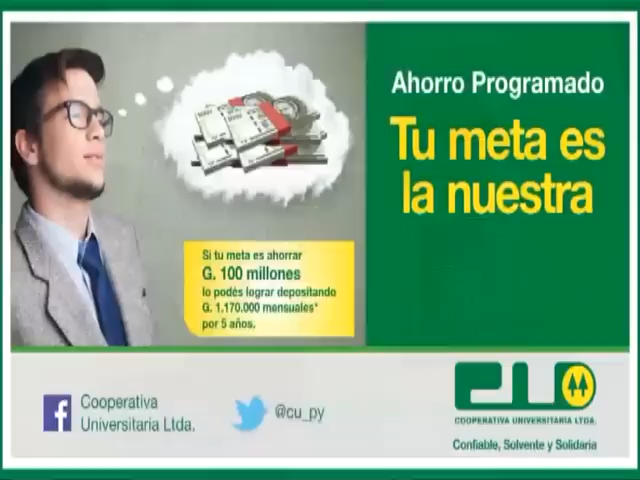 Ahorro Programado
Tu meta es
la nuestra
Si tu meta es ahorrar
G. 100 millones
lo podés lograr depositando
G. 1.170.000 mensuales*
por 5 años.
Cooperativa
Universitaria Ltda.
@cu_py
CU
COOPERATIVA UNIVERSITARIA LTDA.
Confiable, Solvente y Solidaria